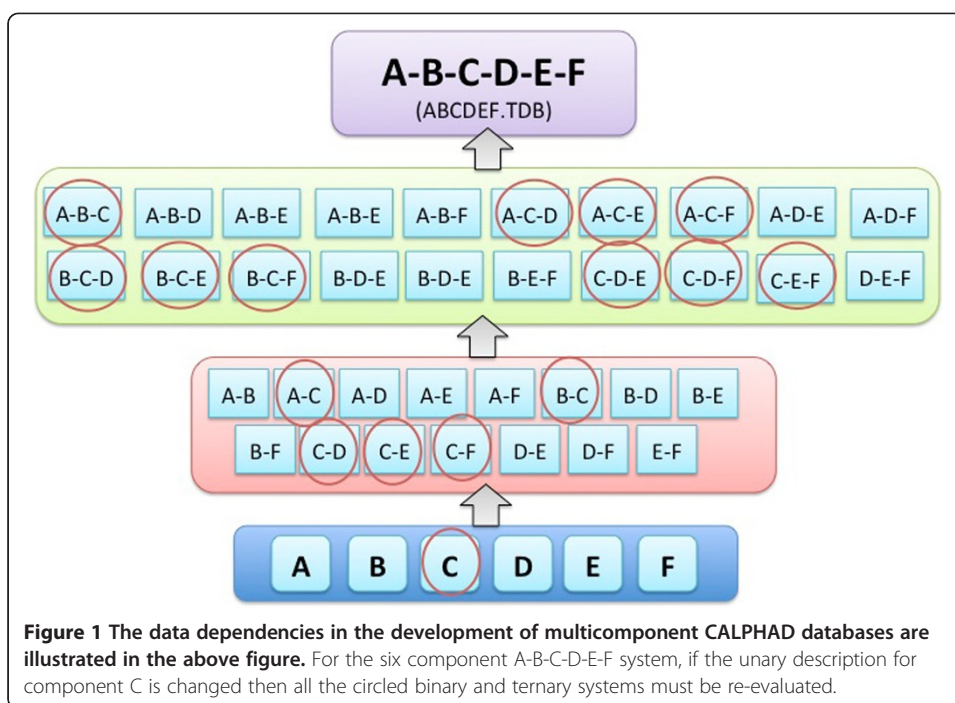 A-B-C-D-E-F
(ABCDEF.TDB)
A-B-C A-B-D A-B-E A-B-E A-B-F A-C-D A-C-E A-C-F A-D-E A-D-F
B-C-D B-C-E B-C-F B-D-E B-D-E B-E-F C-D-E C-D-F C-E-F D-E-F
A-B A-C A-D A-E A-F B-C B-D B-E
B-F C-D C-E C-F D-E D-F E-F
A B C D E F
Figure 1 The data dependencies in the development of multicomponent CALPHAD databases are
illustrated in the above figure. For the six component A-B-C-D-E-F system, if the unary description for
component C is changed then all the circled binary and ternary systems must be re-evaluated.